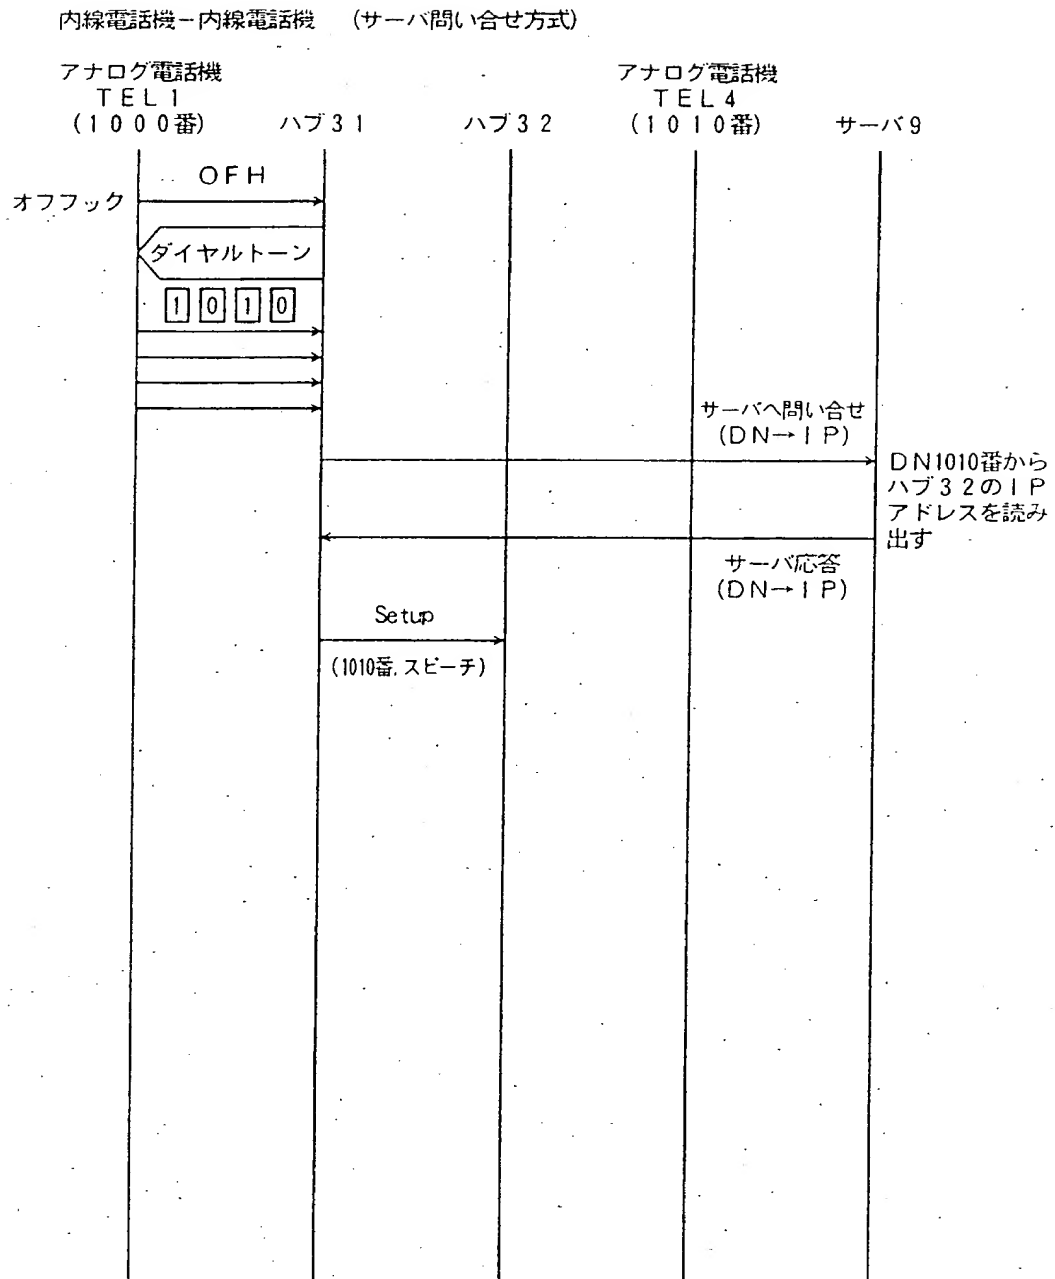 内線電話機－内線電話機　（サーバ問い合せ方式）
アナログ電話機
ＴＥＬ１
（１０００番）
ハブ３１
ハブ３２
アナログ電話機
ＴＥＬ４
（１０１０番）
サーバ９
ＯＦＨ
オフフック
ダイヤルトーン
1 0 1 0
サーバへ問い合せ
（ＤＮ→ＩＰ）
ＤＮ1010番から
ハブ３２のＩＰ
アドレスを読み
出す
サーバ応答
（ＤＮ→ＩＰ）
Setup
(1010番, スピーチ)